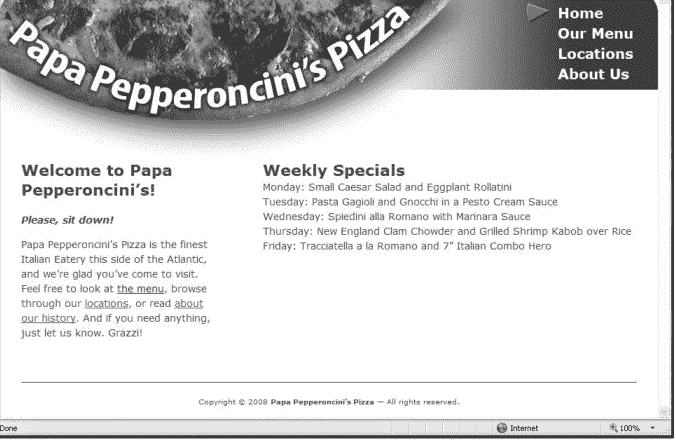 Papa Pepperoncini's Pizza
Home
Our Menu
Locations
About Us
Welcome to Papa
Pepperoncini's!
Please, sit down!
Papa Pepperoncini's Pizza is the finest
Italian Eatery this side of the Atlantic,
and we're glad you've come to visit.
Feel free to look at the menu, browse
through our locations, or read about
our history. And if you need anything,
just let us know. Grazzi!
Weekly Specials
Monday: Small Caesar Salad and Eggplant Rollatini
Tuesday: Pasta Gagioli and Gnocchi in a Pesto Cream Sauce
Wednesday: Spiedini alla Romano with Marinara Sauce
Thursday: New England Clam Chowder and Grilled Shrimp Kabob over Rice
Friday: Tracciatella a la Romano and 7" Italian Combo Hero
Copyright © 2008 Papa Pepperoncini's Pizza — All rights reserved.
Done
Internet
100%